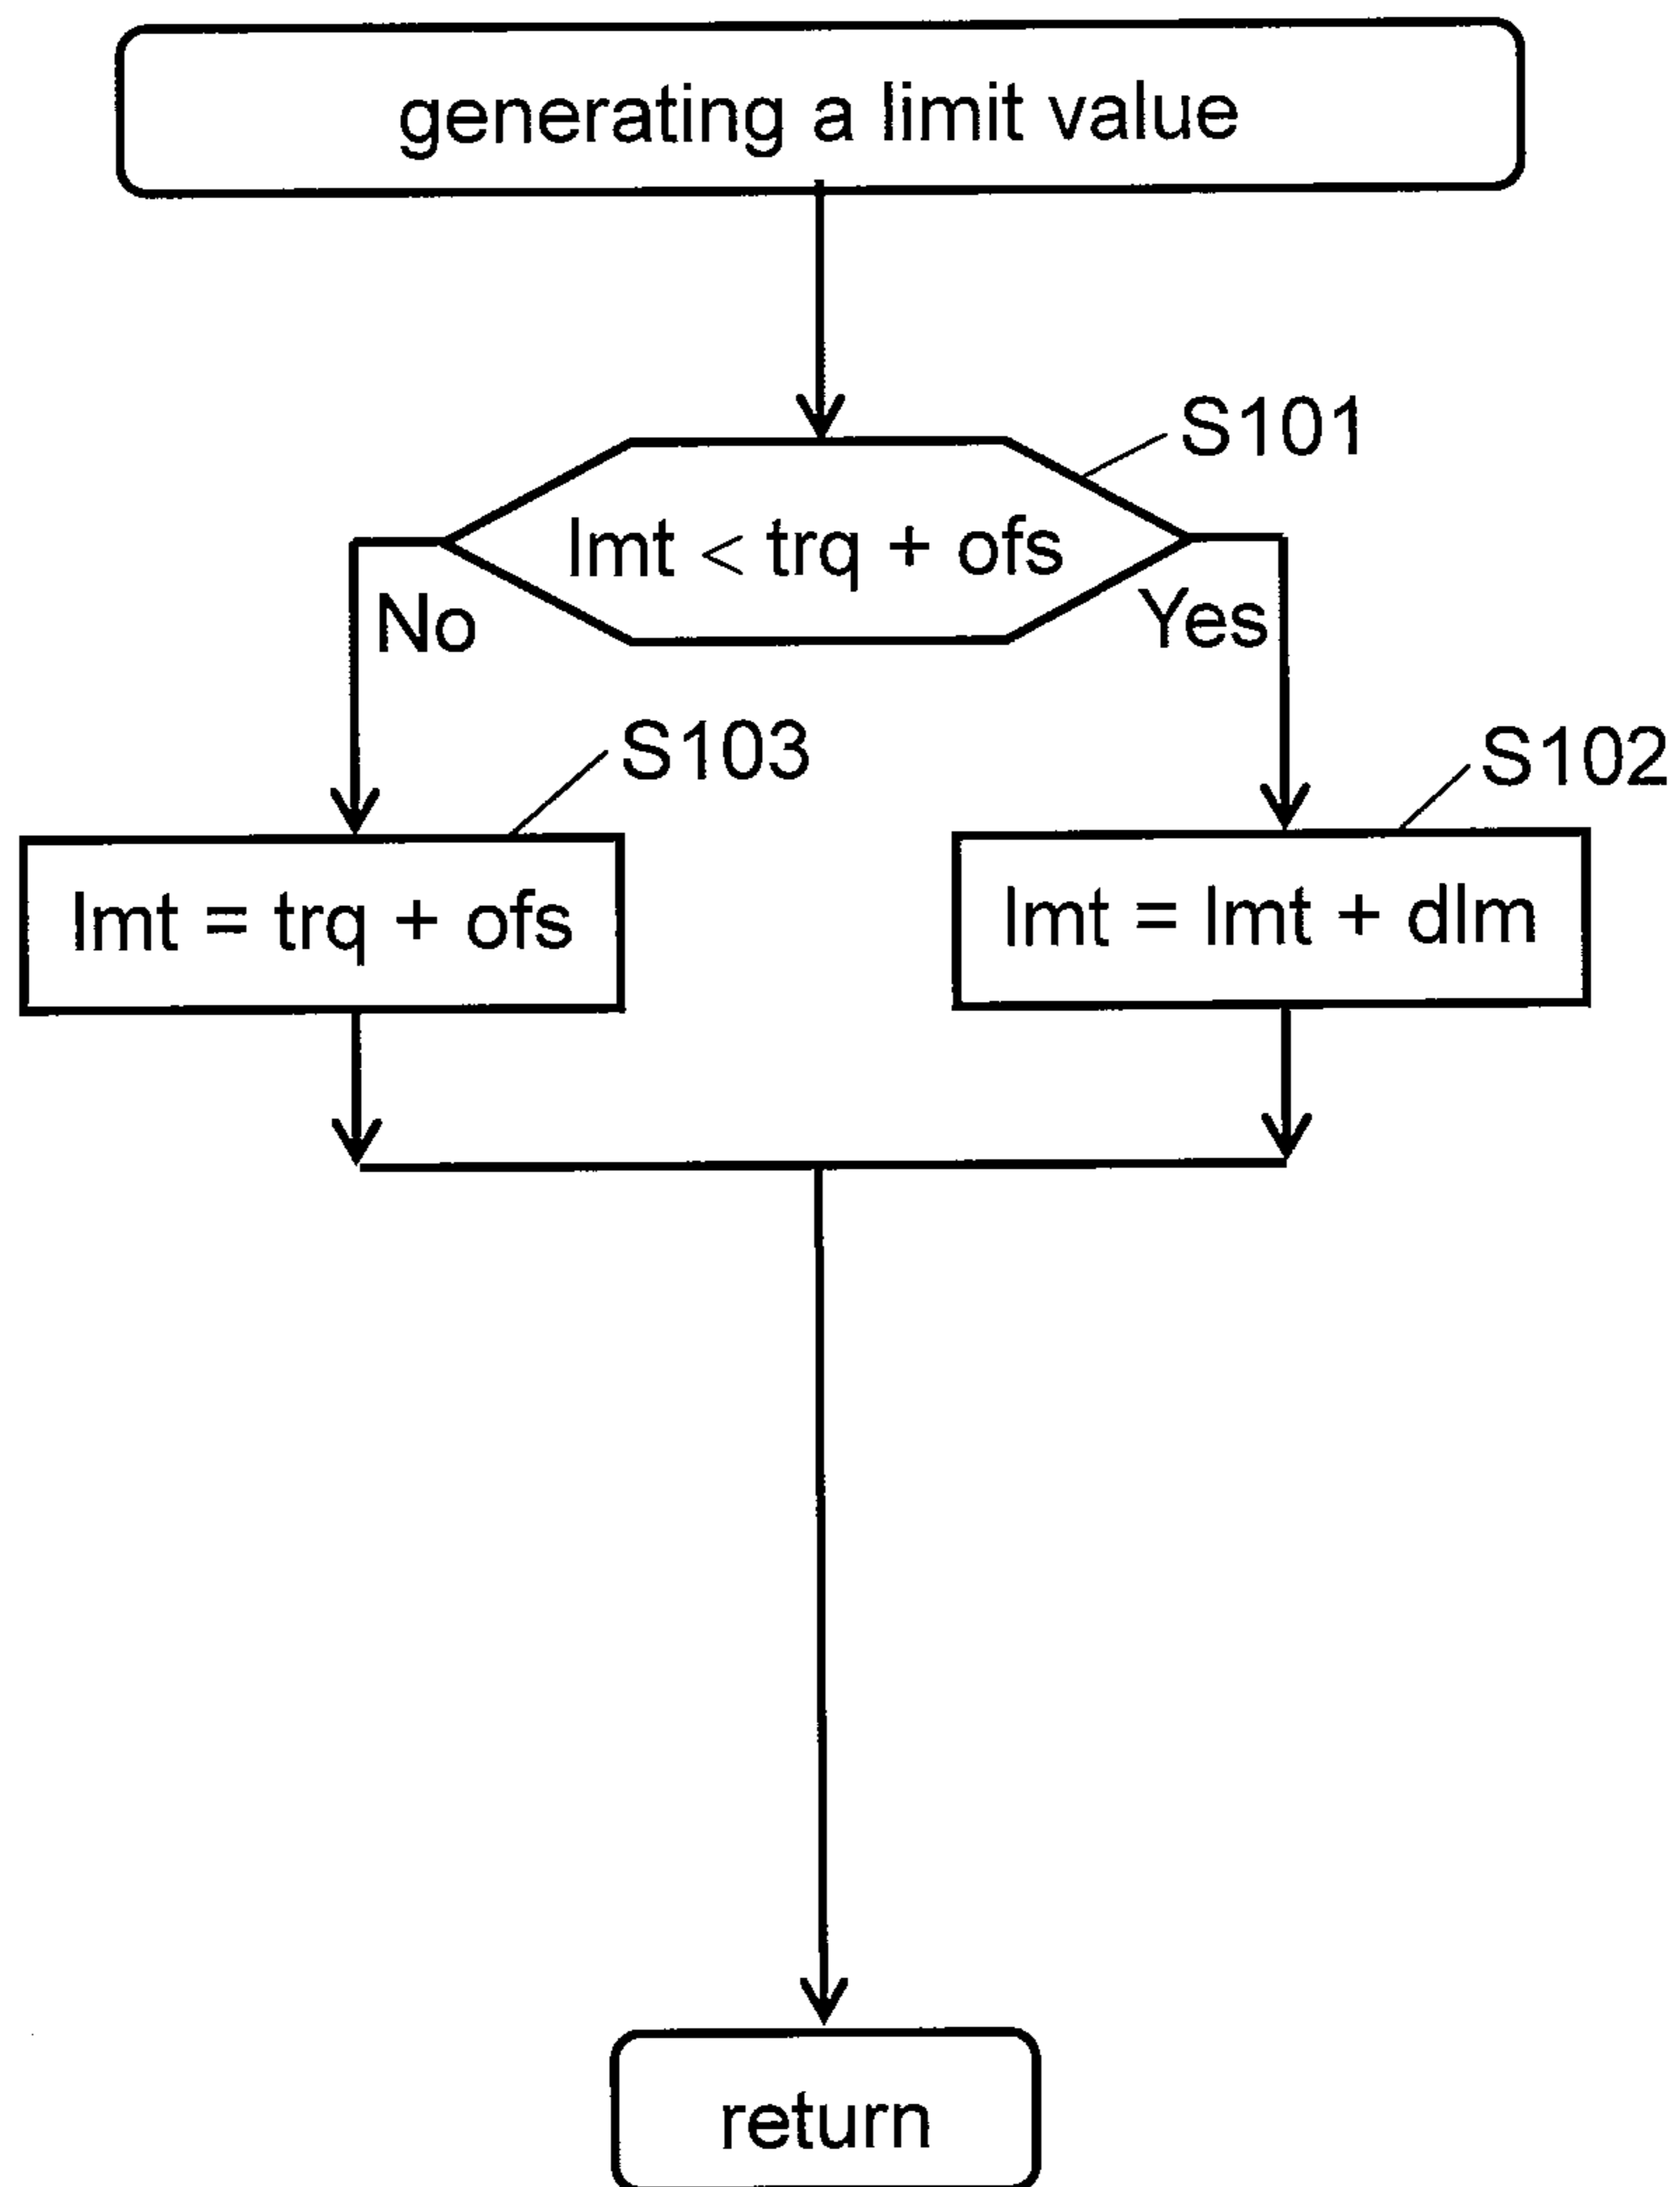 generating a limit value
S101
lmt < trq + ofs
No
Yes
S103
S102
lmt = trq + ofs
lmt = lmt + dlm
return